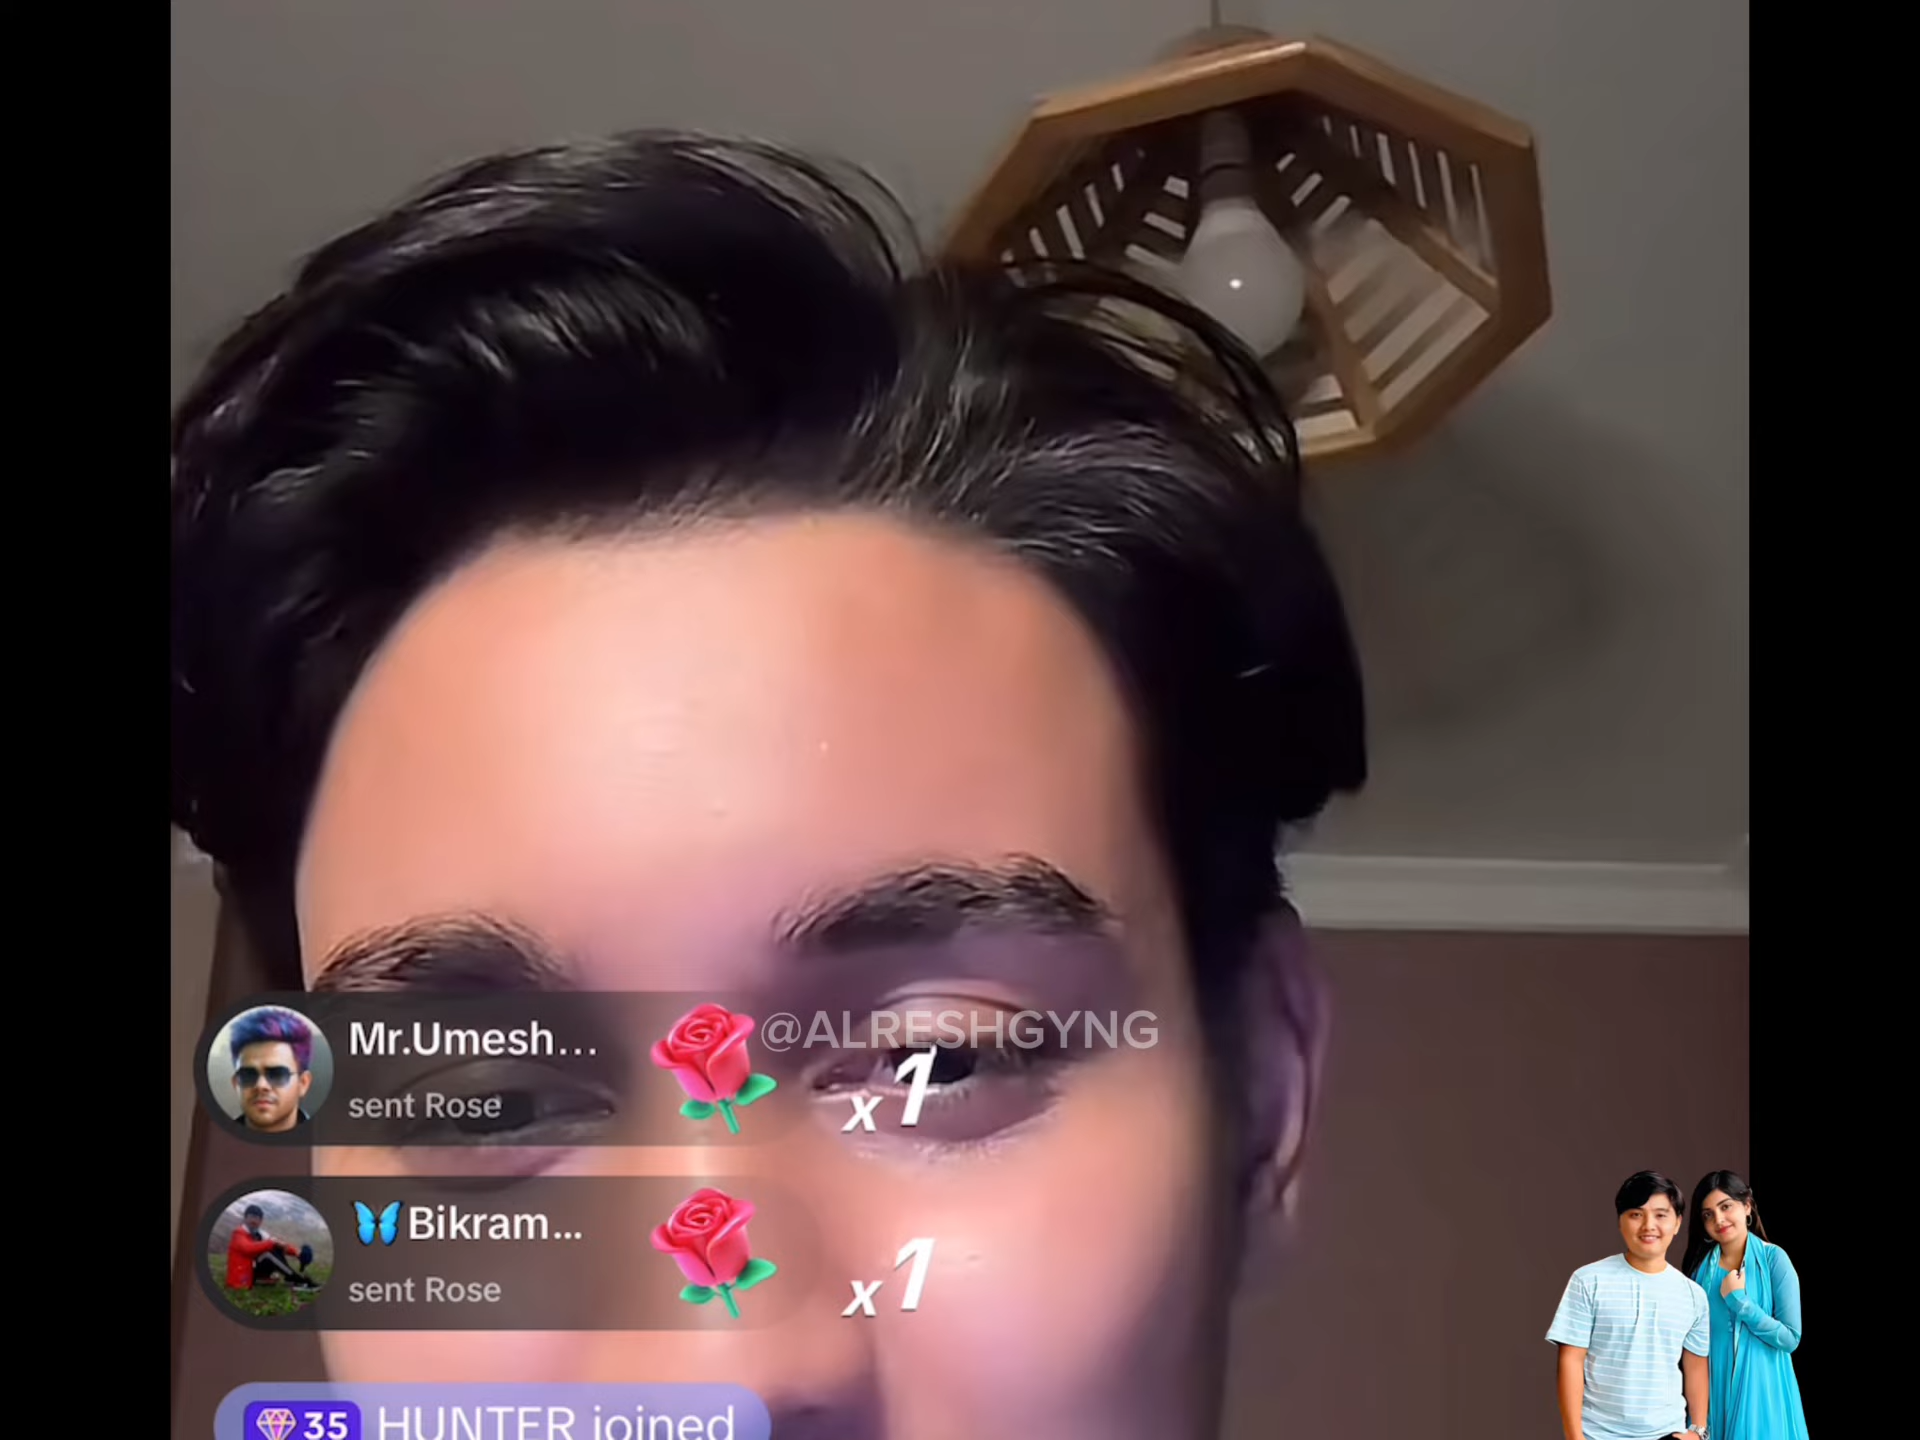 Mr.Umesh...
sent Rose
x1
@ALRESHGYNG
🦋Bikram...
sent Rose
x1
35 HUNTER joined